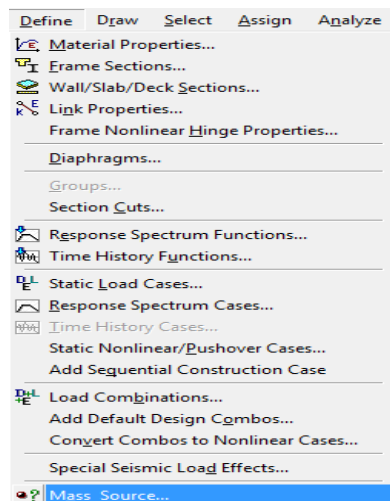 Define Draw Select Assign Analyze
Material Properties...
Frame Sections...
Wall/Slab/Deck Sections...
Link Properties...
Frame Nonlinear Hinge Properties...
Diaphragms...
Groups...
Section Cuts...
Response Spectrum Functions...
Time History Functions...
Static Load Cases...
Response Spectrum Cases...
Time History Cases...
Static Nonlinear/Pushover Cases...
Add Sequential Construction Case
Load Combinations...
Add Default Design Combos...
Convert Combos to Nonlinear Cases...
Special Seismic Load Effects...
Mass Source...